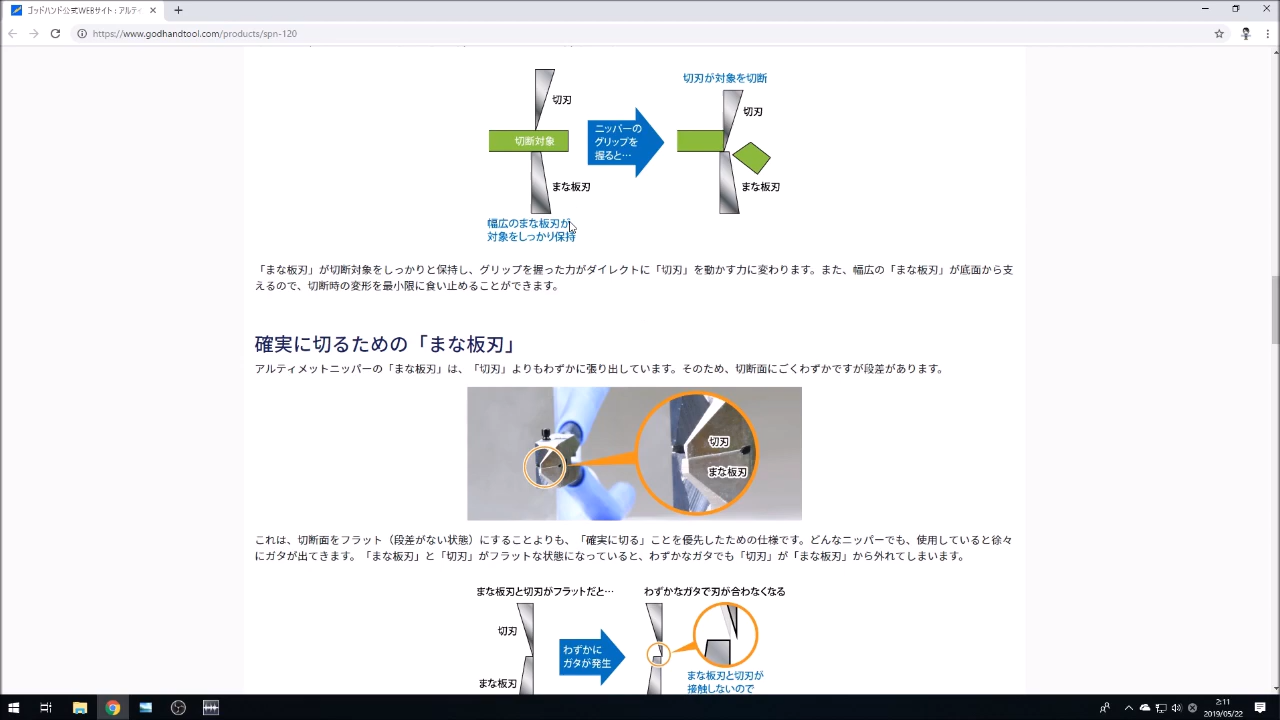 ゴッドハンド公式WEBサイト : アルティ
https://www.godhandtool.com/products/spn-120
切刃が対象を切断
切刃
切刃
切断対象
ニッパーの
グリップを
握ると…
まな板刃
まな板刃
幅広のまな板刃が
対象をしっかり保持
「まな板刃」が切断対象をしっかりと保持し、グリップを握った力がダイレクトに「切刃」を動かす力に変わります。また、幅広の「まな板刃」が底面から支
えるので、切断時の変形を最小限に食い止めることができます。
確実に切るための「まな板刃」
アルティメットニッパーの「まな板刃」は、「切刃」よりもわずかに張り出しています。そのため、切断面にごくわずかですが段差があります。
切刃
まな板刃
これは、切断面をフラット（段差がない状態）にすることよりも、「確実に切る」ことを優先したための仕様です。どんなニッパーでも、使用していると徐々
にガタが出てきます。「まな板刃」と「切刃」がフラットな状態になっていると、わずかなガタでも「切刃」が「まな板刃」から外れてしまいます。
まな板刃と切刃がフラットだと…
わずかなガタで刃が合わなくなる
切刃
わずかに
ガタが発生
まな板刃
まな板刃と切刃が
接触しないので
2:11
2019/05/22